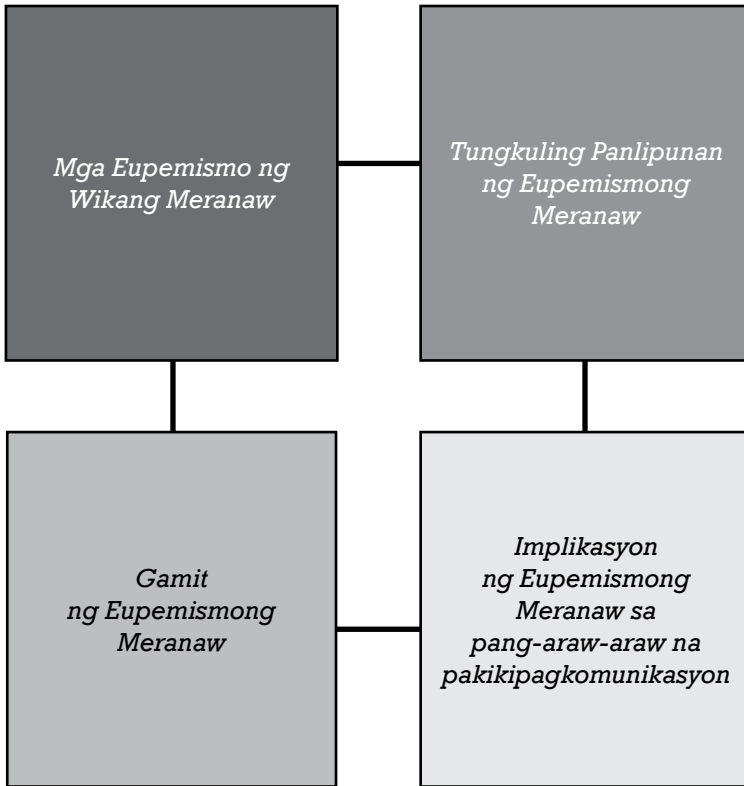 Mga Eupemismo ng
Wikang Meranaw
Tungkuling Panlipunan
ng Eupemismong
Meranaw
Gamit
ng Eupemismong
Meranaw
Implikasyon
ng Eupemismong
Meranaw sa
pang-araw-araw na
pakikipagkomunikasyon